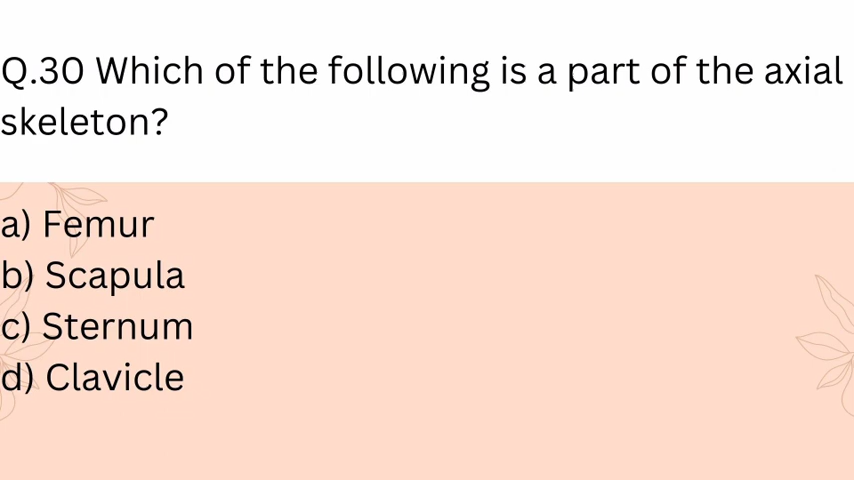 Q.30 Which of the following is a part of the axial
skeleton?
a) Femur
b) Scapula
c) Sternum
d) Clavicle